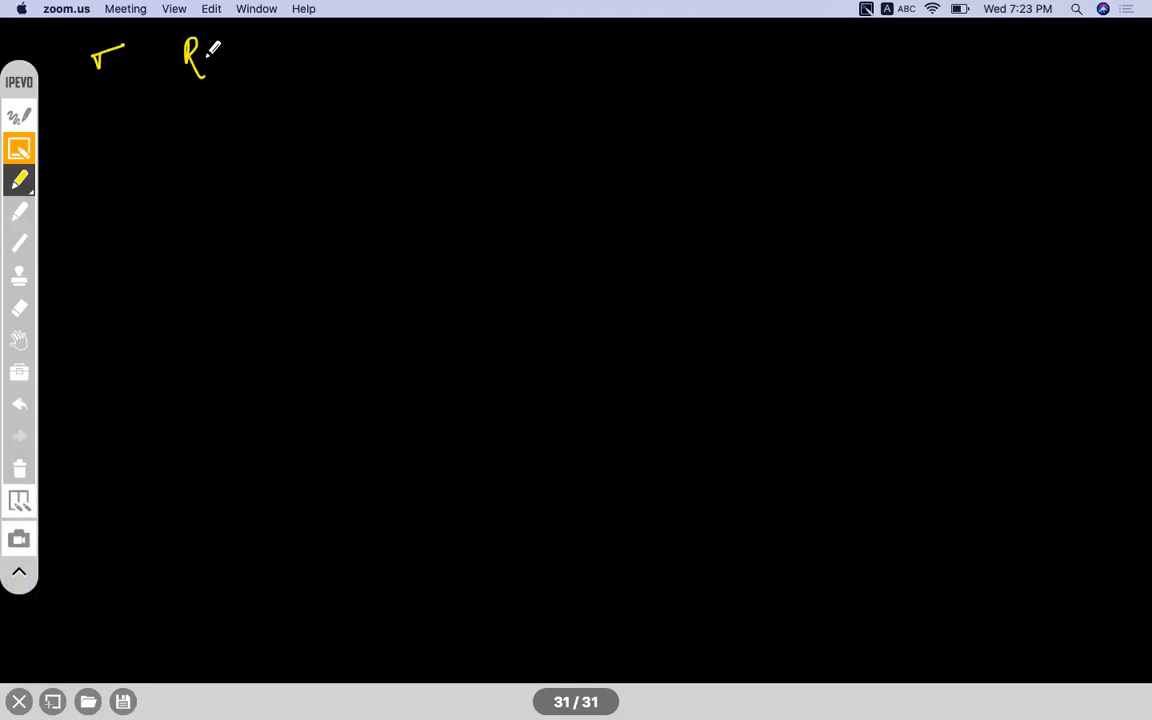 zoom.us Meeting View Edit Window Help A ABC Wed 7:23 PM
√ R
IPEVO
31 / 31